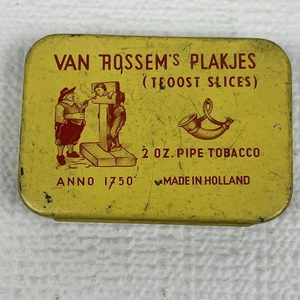 VAN ROSSEM'S PLAKJES
(TROOST SLICES)
2 OZ. PIPE TOBACCO
ANNO 1750 MADE IN HOLLAND